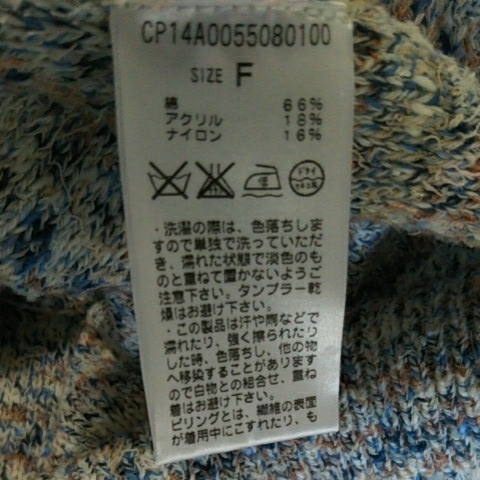 CP14A0055080100
SIZE F
綿 66%
アクリル 18%
ナイロン 16%
ドライ
・洗濯の際は、色落ちしま
すので単独で洗っていただ
き、濡れた状態で淡色のも
のと重ねて置かないようご
注意下さい。タンブラー乾
燥はお避け下さい。
・この製品は汗や雨などで
濡れたり、強く擦られたり
した時、色落ちし、他の物
へ移染することがあります
ので白物との組合せ、重ね
着はお避け下さい。
ピリングとは、繊維の表面
が着用中にこすれたり、も